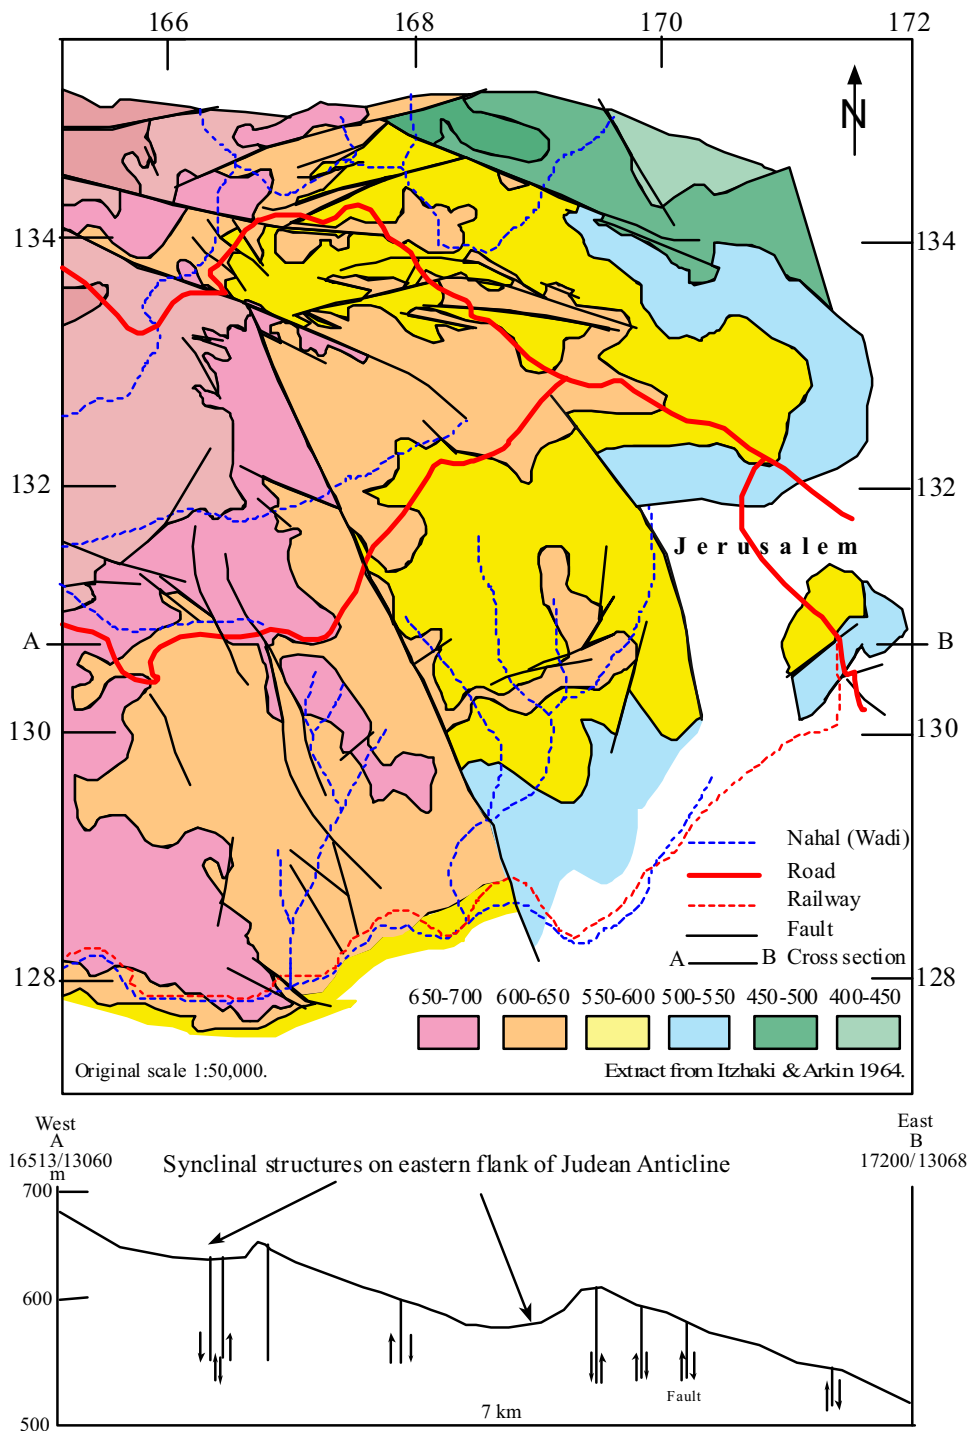 166 168 170 172
N
134 134
132 132
Jerusalem
A B
130 130
Nahal (Wadi)
Road
Railway
Fault
A B Cross section
128 128
650-700 600-650 550-600 500-550 450-500 400-450
Original scale 1:50,000. Extract from Itzhaki & Arkin 1964.
West East
A B
16513/13060 17200/13068
m
Synclinal structures on eastern flank of Judean Anticline
700
600
Fault
7 km
500